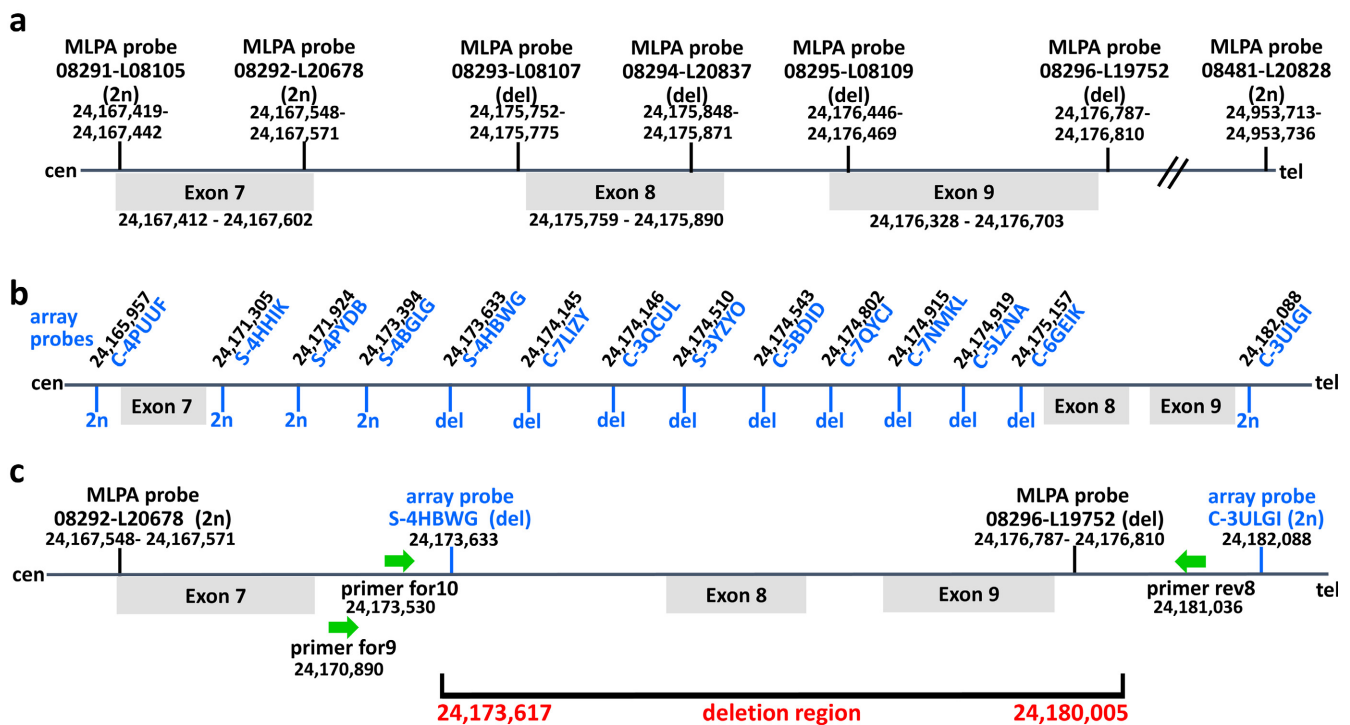 a
MLPA probe
08291-L08105
(2n)
24,167,419-
24,167,442
MLPA probe
08292-L20678
(2n)
24,167,548-
24,167,571
MLPA probe
08293-L08107
(del)
24,175,752-
24,175,775
MLPA probe
08294-L20837
(del)
24,175,848-
24,175,871
MLPA probe
08295-L08109
(del)
24,176,446-
24,176,469
MLPA probe
08296-L19752
(del)
24,176,787-
24,176,810
MLPA probe
08481-L20828
(2n)
24,953,713-
24,953,736
cen
tel
Exon 7
24,167,412 - 24,167,602
Exon 8
24,175,759 - 24,175,890
Exon 9
24,176,328 - 24,176,703
b
array
probes
24,165,957
C-4PUUF
24,171,305
S-4HHIK
24,171,924
S-4PYDB
24,173,394
S-4BGLG
24,173,633
S-4HBWG
24,174,145
C-7LIZY
24,174,146
C-3QCUL
24,174,510
S-3YZYO
24,174,543
C-5BDID
24,174,802
C-7QYCJ
24,174,915
C-7NMKL
24,174,919
C-5LZNA
24,175,157
C-6GEIK
24,182,088
C-3ULGI
cen
tel
2n
Exon 7
2n
2n
2n
del
del
del
del
del
del
del
del
del
Exon 8
Exon 9
2n
c
MLPA probe
08292-L20678 (2n)
24,167,548- 24,167,571
array probe
S-4HBWG (del)
24,173,633
MLPA probe
08296-L19752 (del)
24,176,787- 24,176,810
array probe
C-3ULGI (2n)
24,182,088
cen
tel
Exon 7
primer for10
24,173,530
Exon 8
Exon 9
primer rev8
24,181,036
primer for9
24,170,890
24,173,617
deletion region
24,180,005